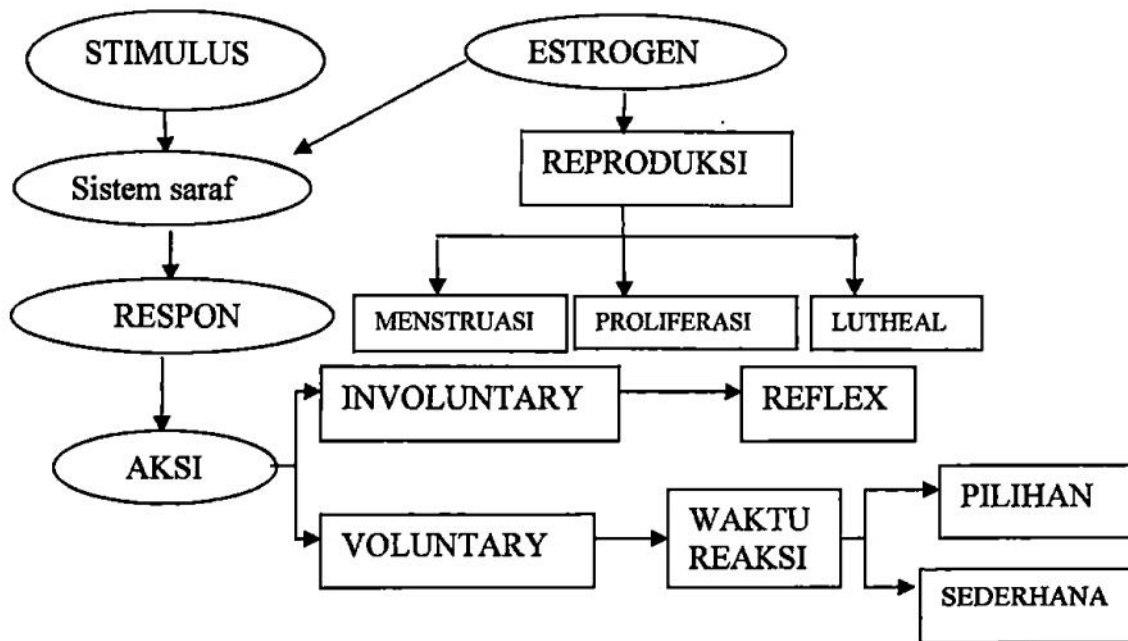 STIMULUS
ESTROGEN
REPRODUKSI
Sistem saraf
RESPON
MENSTRUASI
PROLIFERASI
LUTHEAL
INVOLUNTARY
REFLEX
AKSI
PILIHAN
VOLUNTARY
WAKTU
REAKSI
SEDERHANA